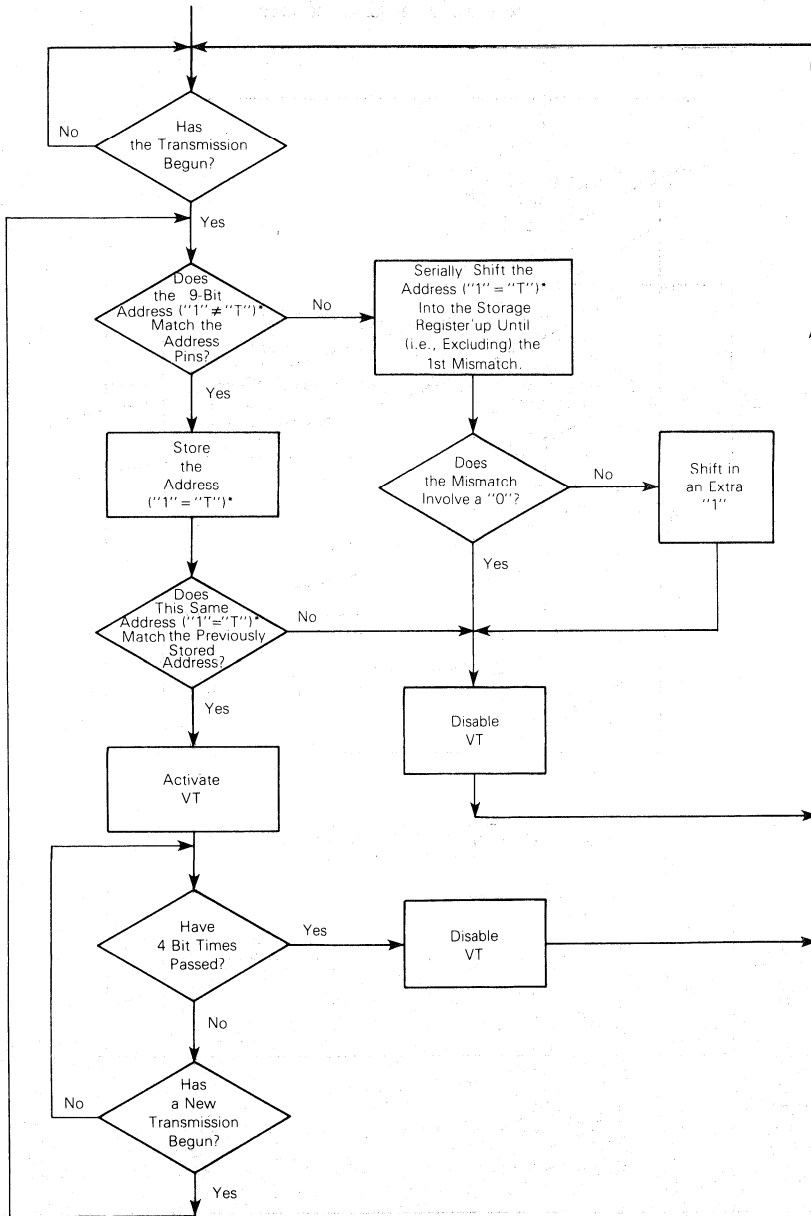 Has
the Transmission
Begun?
No
Yes
Does
the 9-Bit
Address ("1" ≠ "T")*
Match the
Address
Pins?
No
Yes
Serially Shift the
Address ("1" = "T")*
Into the Storage
Register up Until
(i.e., Excluding) the
1st Mismatch.
Store
the
Address
("1" = "T")*
Does
the Mismatch
Involve a "0"?
No
Yes
Shift in
an Extra
"1"
Does
This Same
Address ("1"="T")*
Match the Previously
Stored
Address?
No
Yes
Disable
VT
Activate
VT
Have
4 Bit Times
Passed?
Yes
No
Disable
VT
Has
a New
Transmission
Begun?
No
Yes